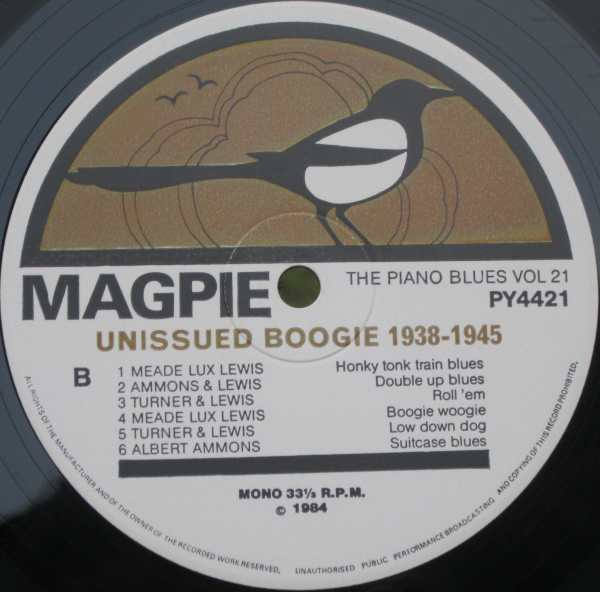 MAGPIE
THE PIANO BLUES VOL 21
PY4421
UNISSUED BOOGIE 1938-1945
B
1 MEADE LUX LEWIS Honky tonk train blues
2 AMMONS & LEWIS Double up blues
3 TURNER & LEWIS Roll 'em
4 MEADE LUX LEWIS Boogie woogie
5 TURNER & LEWIS Low down dog
6 ALBERT AMMONS Suitcase blues
MONO 33⅓ R.P.M.
© 1984
ALL RIGHTS OF THE MANUFACTURER AND OF THE OWNER OF THE RECORDED WORK RESERVED, UNAUTHORISED PUBLIC PERFORMANCE BROADCASTING AND COPYING OF THIS RECORD PROHIBITED,